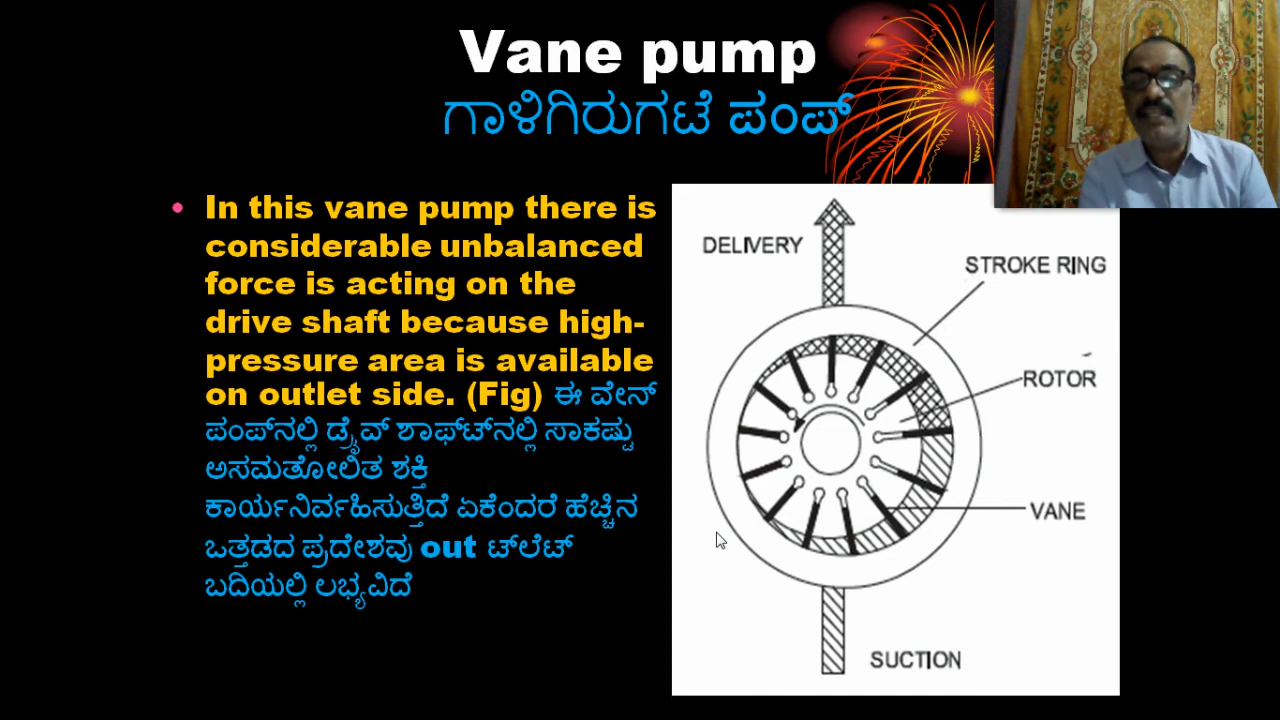 Vane pump
ಗಾಳಿಗಿರುಗಟೆ ಪಂಪ್
• In this vane pump there is
considerable unbalanced
force is acting on the
drive shaft because high-
pressure area is available
on outlet side. (Fig) ಈ ವೇನ್
ಪಂಪ್‌ನಲ್ಲಿ ಡ್ರೈವ್ ಶಾಫ್ಟ್‌ನಲ್ಲಿ ಸಾಕಷ್ಟು
ಅಸಮತೋಲಿತ ಶಕ್ತಿ
ಕಾರ್ಯನಿರ್ವಹಿಸುತ್ತಿದೆ ಏಕೆಂದರೆ ಹೆಚ್ಚಿನ
ಒತ್ತಡದ ಪ್ರದೇಶವು out ಟ್‌ಲೆಟ್
ಬದಿಯಲ್ಲಿ ಲಭ್ಯವಿದೆ
DELIVERY
STROKE RING
ROTOR
VANE
SUCTION